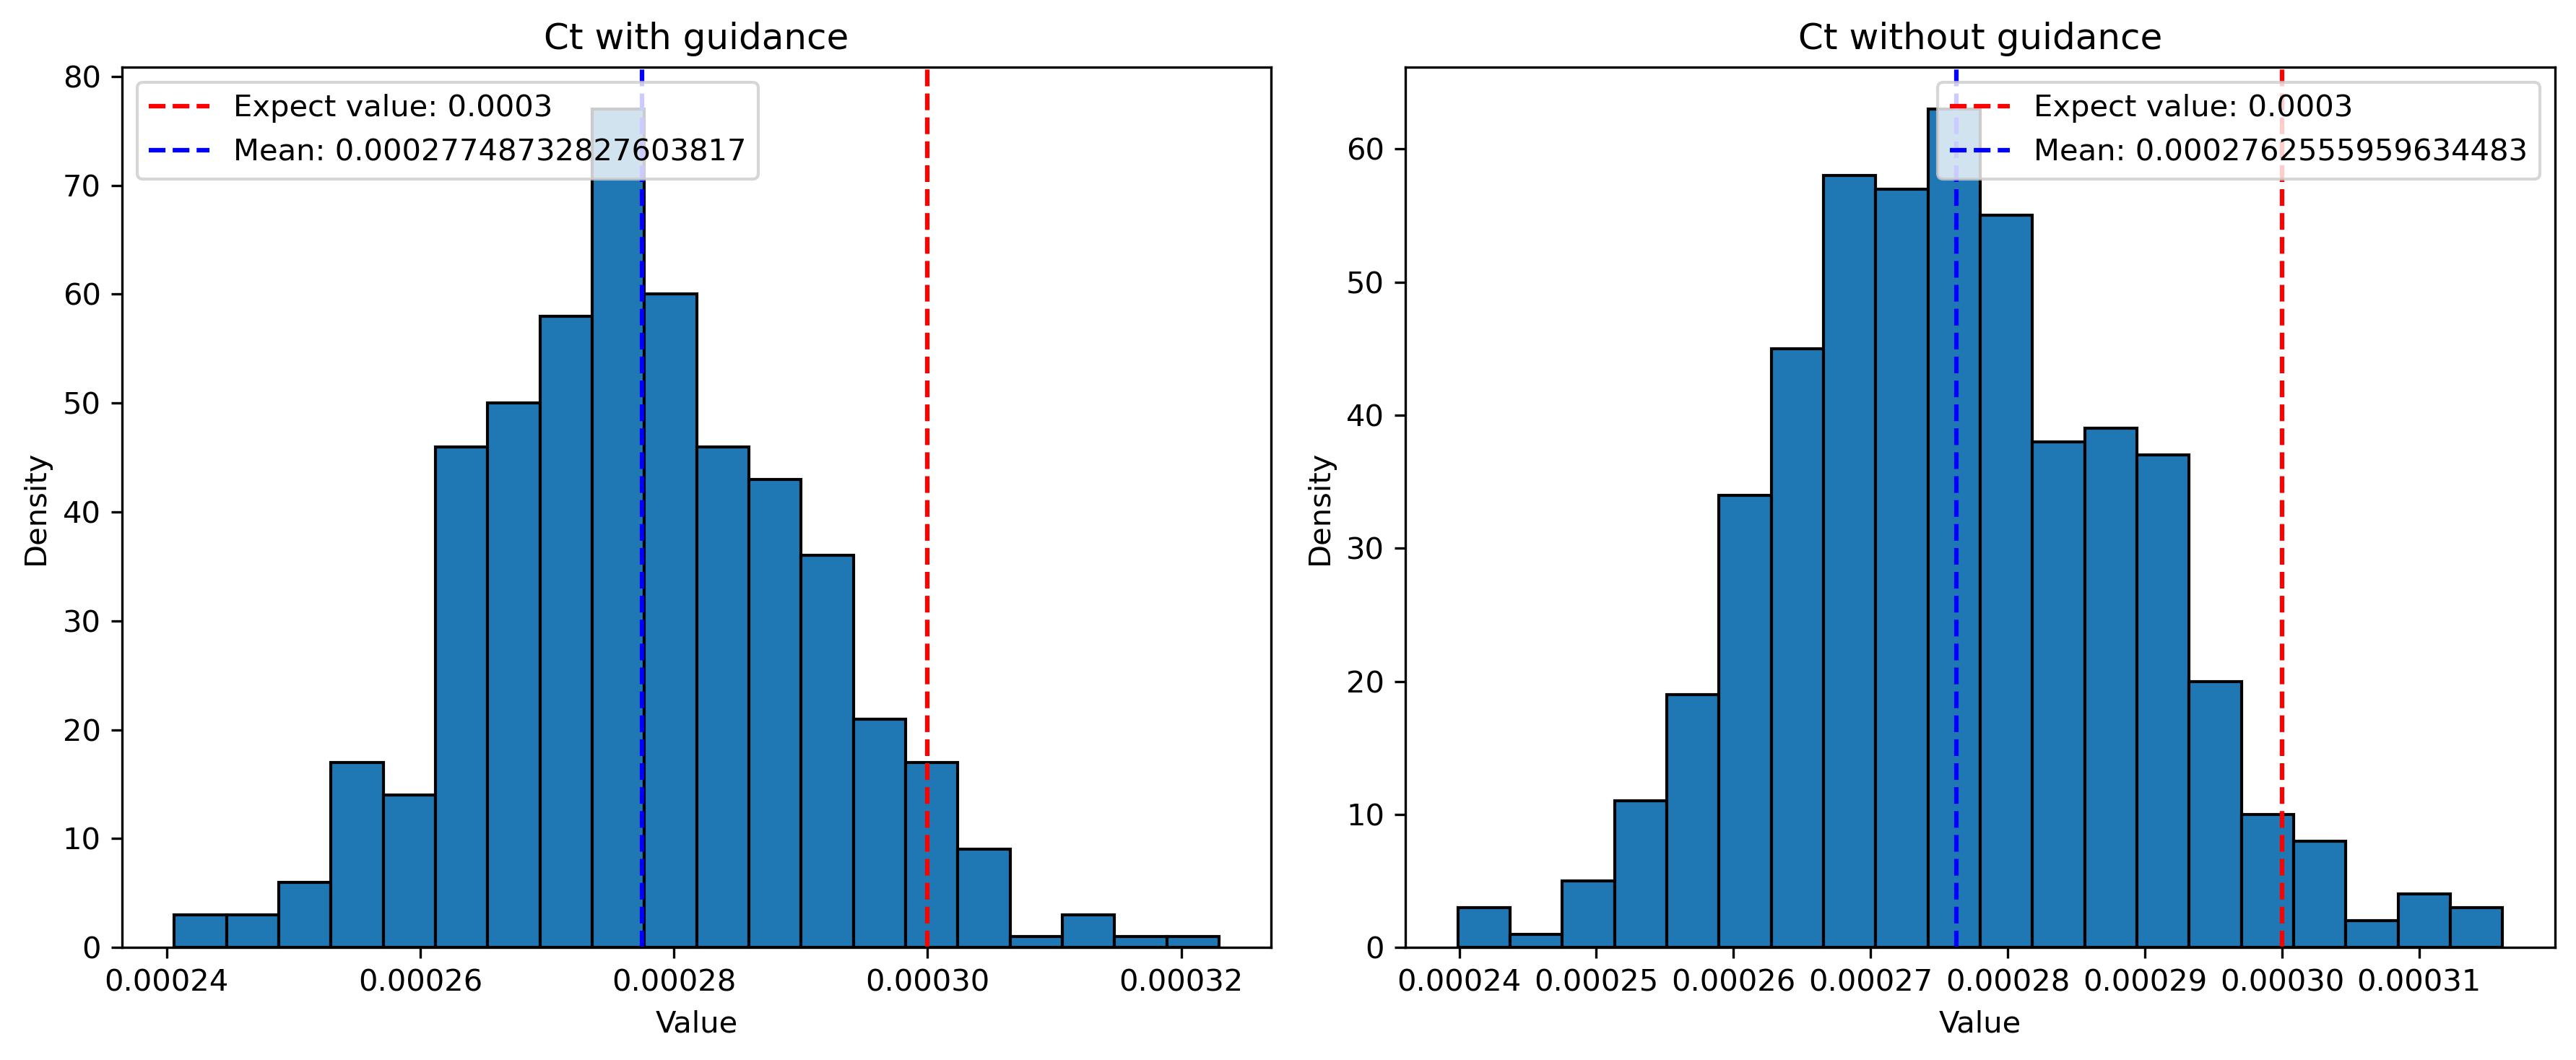 Ct with guidance
80
70
60
50
40
30
20
10
0
Density
Expect value: 0.0003
Mean: 0.00027748732827603817
0.00024 0.00026 0.00028 0.00030 0.00032
Value
Ct without guidance
60
50
40
30
20
10
0
Density
Expect value: 0.0003
Mean: 0.0002762555959634483
0.00024 0.00025 0.00026 0.00027 0.00028 0.00029 0.00030 0.00031
Value